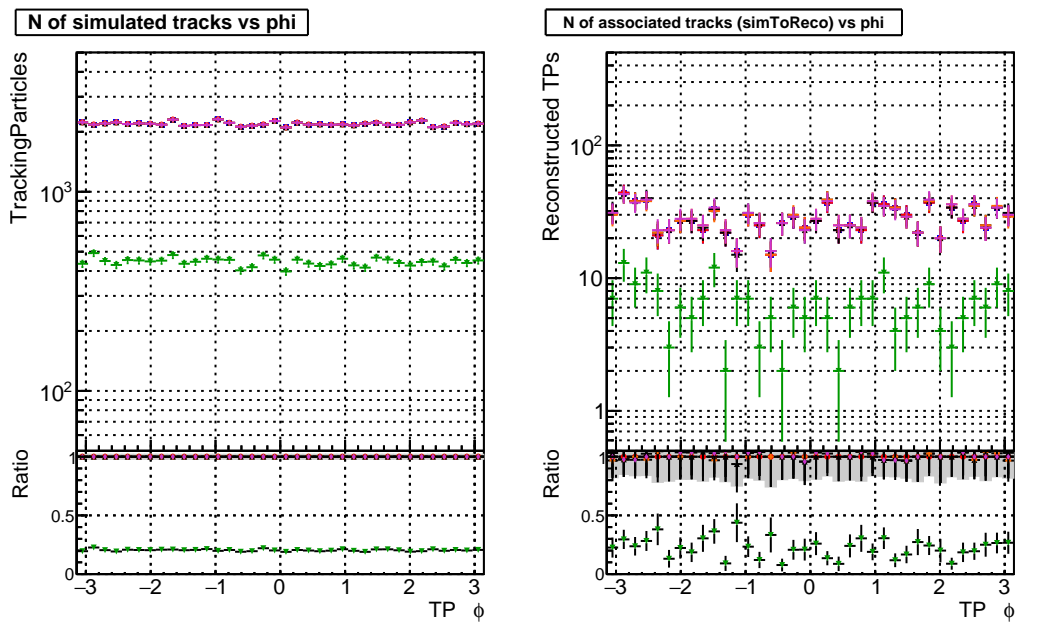 N of simulated tracks vs phi
TrackingParticles
10³
10²
Ratio
1
0.5
0
−3 −2 −1 0 1 2 3
TP ϕ
N of associated tracks (simToReco) vs phi
Reconstructed TPs
10²
10
1
Ratio
1
0.5
0
−3 −2 −1 0 1 2 3
TP ϕ